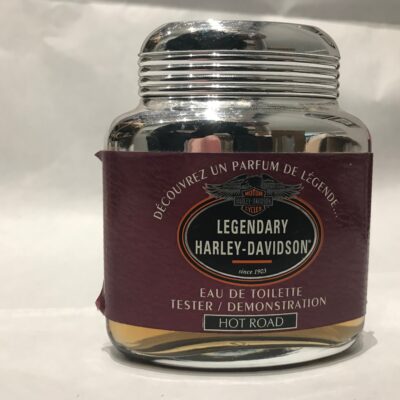 DÉCOUVREZ UN PARFUM DE LÉGENDE...
MOTOR
HARLEY-DAVIDSON
CYCLES
LEGENDARY
HARLEY-DAVIDSON®
since 1903
EAU DE TOILETTE
TESTER / DEMONSTRATION
HOT ROAD